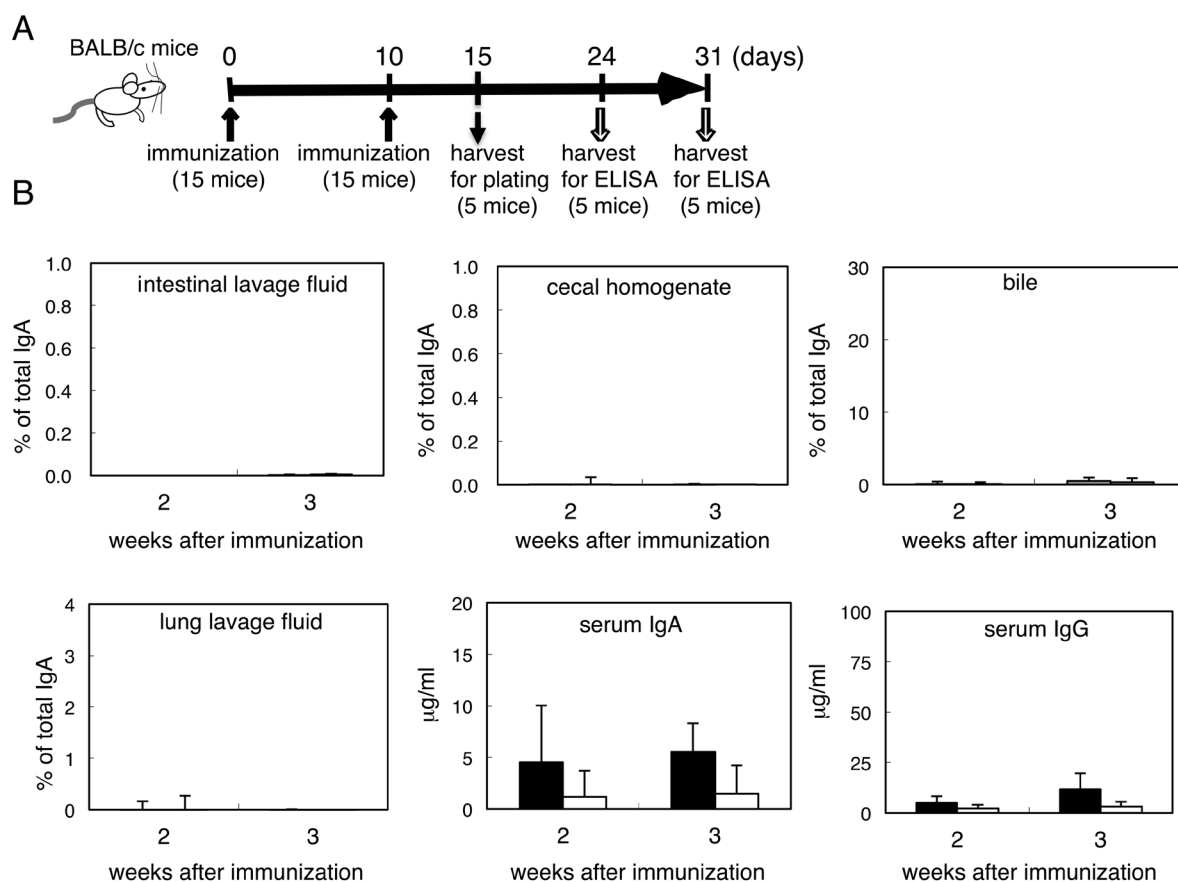 A
BALB/c mice
0 10 15 24 31 (days)
immunization
(15 mice)
immunization
(15 mice)
harvest
for plating
(5 mice)
harvest
for ELISA
(5 mice)
harvest
for ELISA
(5 mice)
B
intestinal lavage fluid
% of total IgA
1.0
0.8
0.6
0.4
0.2
0.0
2 3
weeks after immunization
cecal homogenate
% of total IgA
1.0
0.8
0.6
0.4
0.2
0.0
2 3
weeks after immunization
bile
% of total IgA
30
20
10
0
2 3
weeks after immunization
lung lavage fluid
% of total IgA
4
3
2
1
0
2 3
weeks after immunization
serum IgA
μg/ml
20
15
10
5
0
2 3
weeks after immunization
serum IgG
μg/ml
100
75
50
25
0
2 3
weeks after immunization